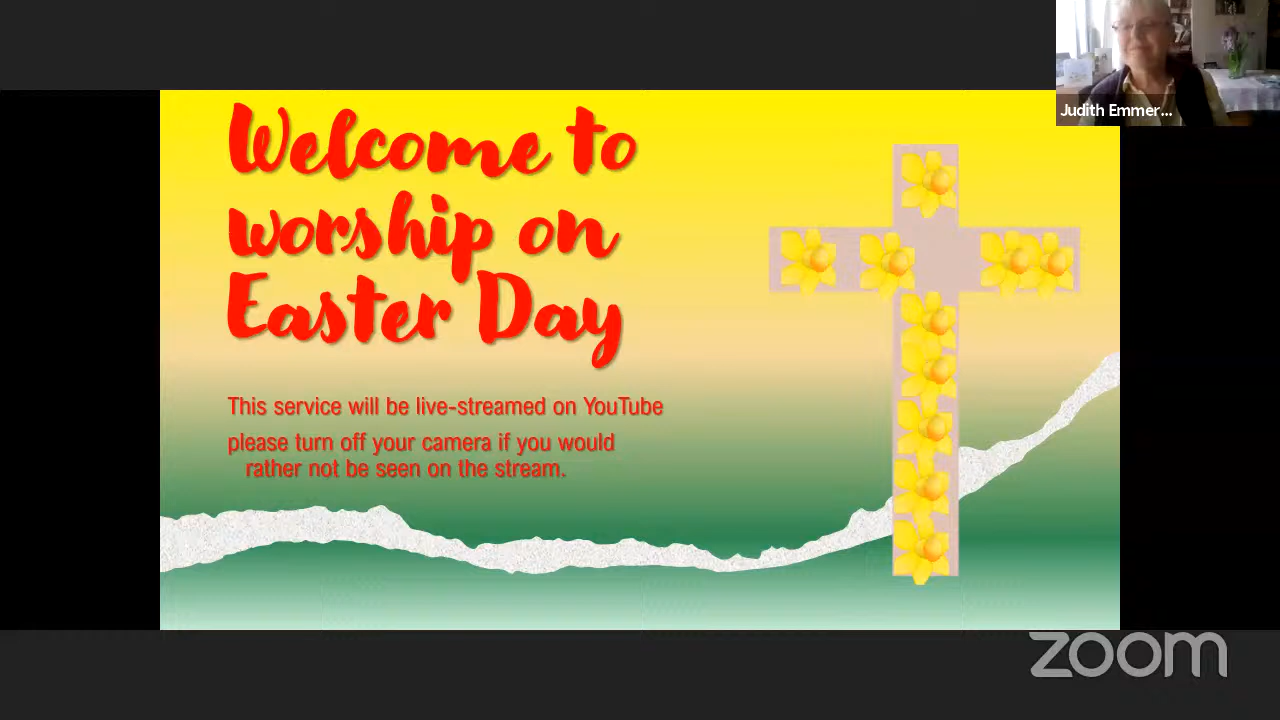 Judith Emmer...
Welcome to
worship on
Easter Day
This service will be live-streamed on YouTube
please turn off your camera if you would
rather not be seen on the stream.
zoom